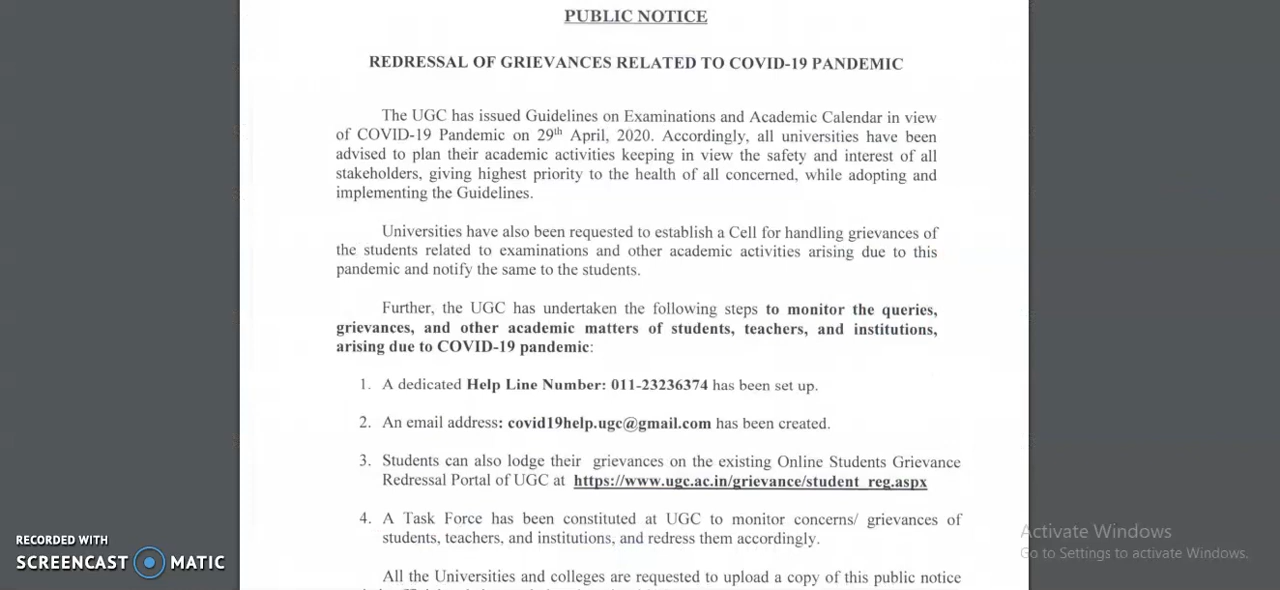 PUBLIC NOTICE
REDRESSAL OF GRIEVANCES RELATED TO COVID-19 PANDEMIC
The UGC has issued Guidelines on Examinations and Academic Calendar in view
of COVID-19 Pandemic on 29th April, 2020. Accordingly, all universities have been
advised to plan their academic activities keeping in view the safety and interest of all
stakeholders, giving highest priority to the health of all concerned, while adopting and
implementing the Guidelines.
Universities have also been requested to establish a Cell for handling grievances of
the students related to examinations and other academic activities arising due to this
pandemic and notify the same to the students.
Further, the UGC has undertaken the following steps to monitor the queries,
grievances, and other academic matters of students, teachers, and institutions,
arising due to COVID-19 pandemic:
1. A dedicated Help Line Number: 011-23236374 has been set up.
2. An email address: covid19help.ugc@gmail.com has been created.
3. Students can also lodge their grievances on the existing Online Students Grievance
Redressal Portal of UGC at https://www.ugc.ac.in/grievance/student_reg.aspx
4. A Task Force has been constituted at UGC to monitor concerns/ grievances of
students, teachers, and institutions, and redress them accordingly.
All the Universities and colleges are requested to upload a copy of this public notice
RECORDED WITH
SCREENCAST MATIC
Activate Windows
Go to Settings to activate Windows.